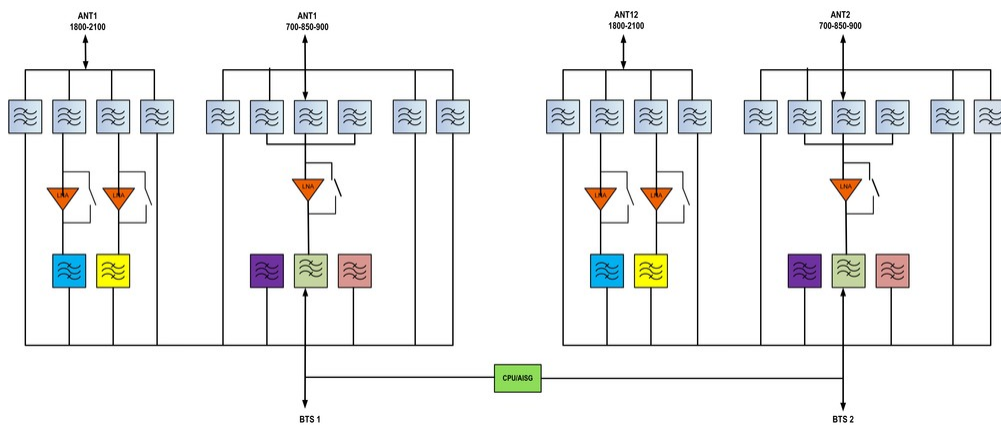 ANT1
1800-2100
ANT1
700-850-900
ANT12
1800-2100
ANT2
700-850-900
LNA
LNA
LNA
LNA
LNA
LNA
CPU/AISG
BTS 1
BTS 2